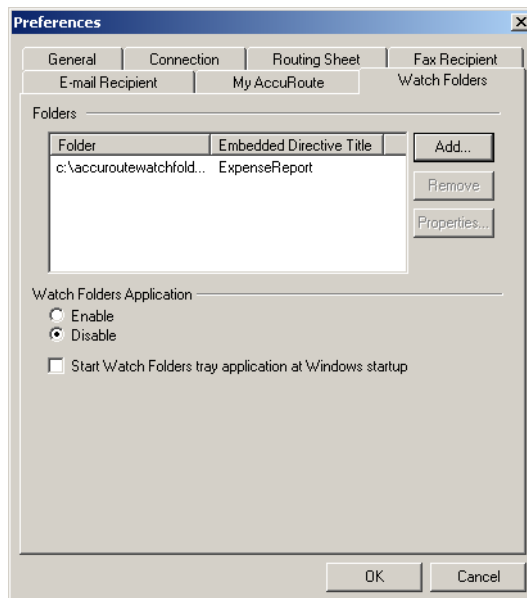 Preferences
General Connection Routing Sheet Fax Recipient
E-mail Recipient My AccuRoute Watch Folders
Folders
Folder Embedded Directive Title
Add...
c:\accuroutewatchfold... ExpenseReport
Remove
Properties...
Watch Folders Application
Enable
Disable
Start Watch Folders tray application at Windows startup
OK Cancel